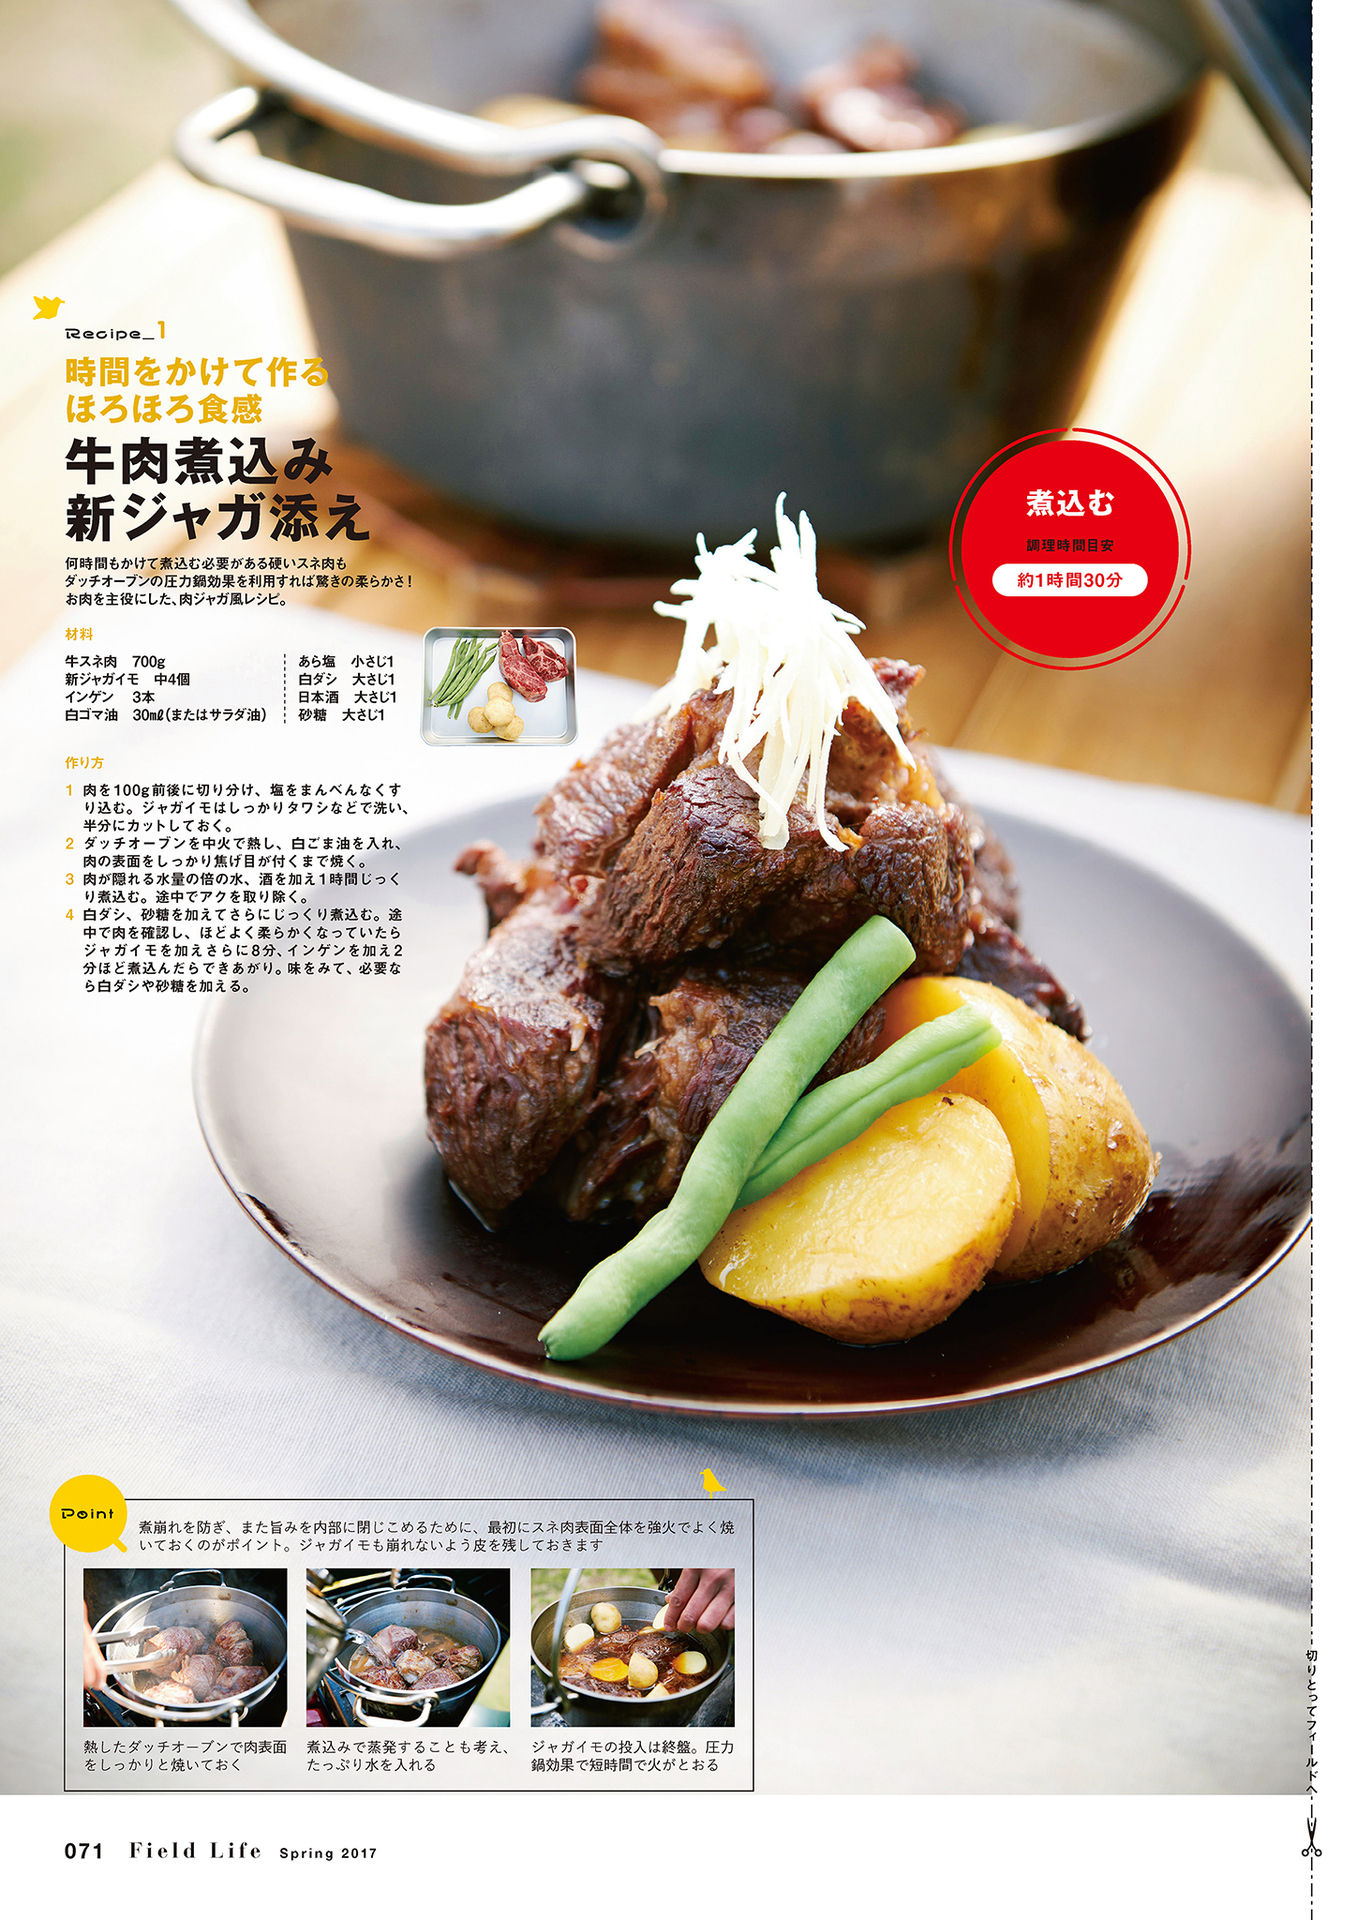 Recipe_1
時間をかけて作る
ほろほろ食感
牛肉煮込み
新ジャガ添え
何時間もかけて煮込む必要がある硬いスネ肉も
ダッチオーブンの圧力鍋効果を利用すれば驚きの柔らかさ!
お肉を主役にした、肉ジャガ風レシピ。
材料
牛スネ肉 700g
新ジャガイモ 中4個
インゲン 3本
白ゴマ油 30mℓ(またはサラダ油)
あら塩 小さじ1
白ダシ 大さじ1
日本酒 大さじ1
砂糖 大さじ1
作り方
1 肉を100g前後に切り分け、塩をまんべんなくす
り込む。ジャガイモはしっかりタワシなどで洗い、
半分にカットしておく。
2 ダッチオーブンを中火で熱し、白ごま油を入れ、
肉の表面をしっかり焦げ目が付くまで焼く。
3 肉が隠れる水量の倍の水、酒を加え1時間じっく
り煮込む。途中でアクを取り除く。
4 白ダシ、砂糖を加えてさらにじっくり煮込む。途
中で肉を確認し、ほどよく柔らかくなっていたら
ジャガイモを加えさらに8分、インゲンを加え2
分ほど煮込んだらできあがり。味をみて、必要な
ら白ダシや砂糖を加える。
煮込む
調理時間目安
約1時間30分
Point
煮崩れを防ぎ、また旨みを内部に閉じこめるために、最初にスネ肉表面全体を強火でよく焼
いておくのがポイント。ジャガイモも崩れないよう皮を残しておきます
熱したダッチオーブンで肉表面
をしっかりと焼いておく
煮込みで蒸発することも考え、
たっぷり水を入れる
ジャガイモの投入は終盤。圧力
鍋効果で短時間で火がとおる
切りとってフィールドへ
071 Field Life Spring 2017